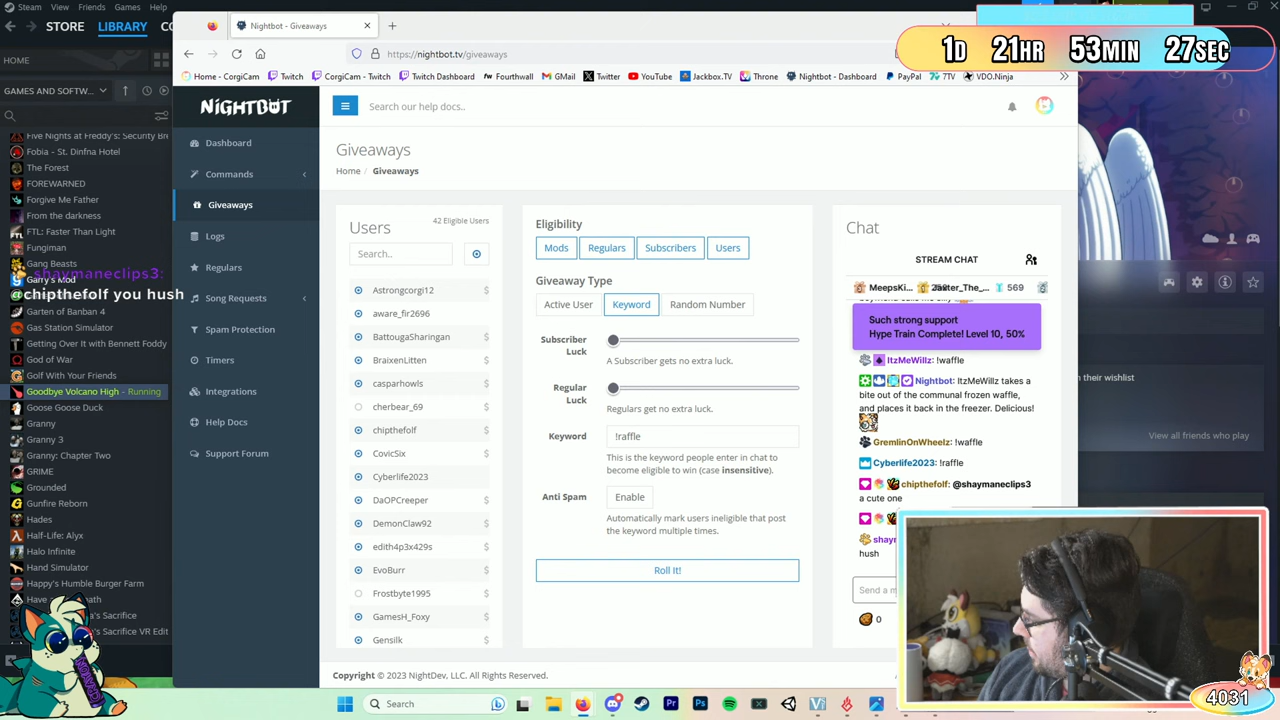 Steam View Friends Games Help
LIBRARY
HOME
GAMES AND SOFTW...
Five Nights at Freddy's: Security Bre
Fobia - St. Dinfna Hotel
The Forest
FOREWARNED
Forgive Me Father
From the darkness
FTL: Faster Than Light
Fungiman
Gang Beasts
Garry's Mod
shaymaneclips3:
chipthefolf you hush
Garten of Banban 4
Gas Station Simulator
Getting Over It with Bennett Foddy
God of War
Golf With Your Friends
Goodbye Volcano High - Running
Goose Goose Duck
Granny
Granny 3
Granny: Chapter Two
GRIME
Grounded
Gunfire Reborn
Hades
Half-Life: Alyx
Halo Infinite
Hand Simulator
Happy's Humble Burger Farm
Have
's Sacrifice
's Sacrifice VR Edit
Nightbot - Giveaways
https://nightbot.tv/giveaways
Home - CorgiCam Twitch CorgiCam - Twitch Twitch Dashboard Fourthwall GMail Twitter YouTube Jackbox.TV Throne Nightbot - Dashboard PayPal 7TV VDO.Ninja
1D 21HR 53MIN 27SEC
NIGHTBOT
Search our help docs..
Dashboard
Commands
Giveaways
Logs
Regulars
Song Requests
Spam Protection
Timers
Integrations
Help Docs
Support Forum
Giveaways
Home / Giveaways
Users
42 Eligible Users
Search..
Astrongcorgi12
aware_fir2696
BattougaSharingan $
BraixenLitten $
casparhowls $
cherbear_69 $
chipthefolf $
CovicSix $
Cyberlife2023
DaOPCreeper $
DemonClaw92 $
edith4p3x429s $
EvoBurr $
Frostbyte1995 $
GamesH_Foxy $
Gensilk $
Eligibility
Mods Regulars Subscribers Users
Giveaway Type
Active User Keyword Random Number
Subscriber Luck
A Subscriber gets no extra luck.
Regular Luck
Regulars get no extra luck.
Keyword
!raffle
This is the keyword people enter in chat to
become eligible to win (case insensitive).
Anti Spam
Enable
Automatically mark users ineligible that post
the keyword multiple times.
Roll It!
Chat
STREAM CHAT
MeepsKi... 569
Such strong support
Hype Train Complete! Level 10, 50%
ItzMeWillz: !waffle
Nightbot: ItzMeWillz takes a
bite out of the communal frozen waffle,
and places it back in the freezer. Delicious!
GremlinOnWheelz: !waffle
Cyberlife2023: !raffle
chipthefolf: @shaymaneclips3
a cute one
hush
Send a m
0
n their wishlist
View all friends who play
Copyright © 2023 NightDev, LLC. All Rights Reserved.
Search
4031